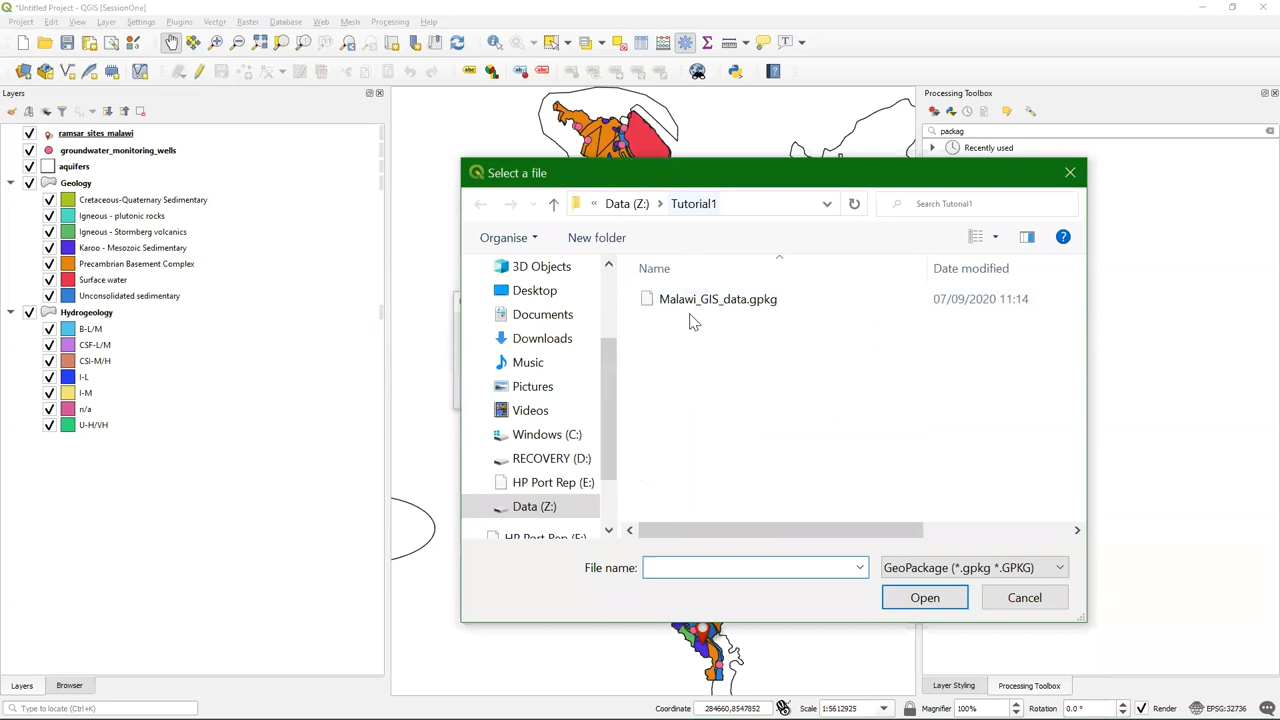 *Untitled Project - QGIS [SessionOne]
Project Edit View Layer Settings Plugins Vector Raster Database Web Mesh Processing Help
Layers
ramsar_sites_malawi
groundwater_monitoring_wells
aquifers
Geology
Cretaceous-Quaternary Sedimentary
Igneous - plutonic rocks
Igneous - Stormberg volcanics
Karoo - Mesozoic Sedimentary
Precambrian Basement Complex
Surface water
Unconsolidated sedimentary
Hydrogeology
B-L/M
CSF-L/M
CSI-M/H
I-L
I-M
n/a
U-H/VH
Select a file
« Data (Z:) > Tutorial1
Search Tutorial1
Organise
New folder
3D Objects
Desktop
Documents
Downloads
Music
Pictures
Videos
Windows (C:)
RECOVERY (D:)
HP Port Rep (E:)
Data (Z:)
HP Port Rep (E:)
Name
Date modified
Malawi_GIS_data.gpkg
07/09/2020 11:14
File name:
GeoPackage (*.gpkg *.GPKG)
Open
Cancel
Processing Toolbox
packag
Recently used
Layers
Browser
Layer Styling
Processing Toolbox
Type to locate (Ctrl+K)
Coordinate 284660,8547852
Scale 1:5612925
Magnifier 100%
Rotation 0.0 °
Render
EPSG:32736